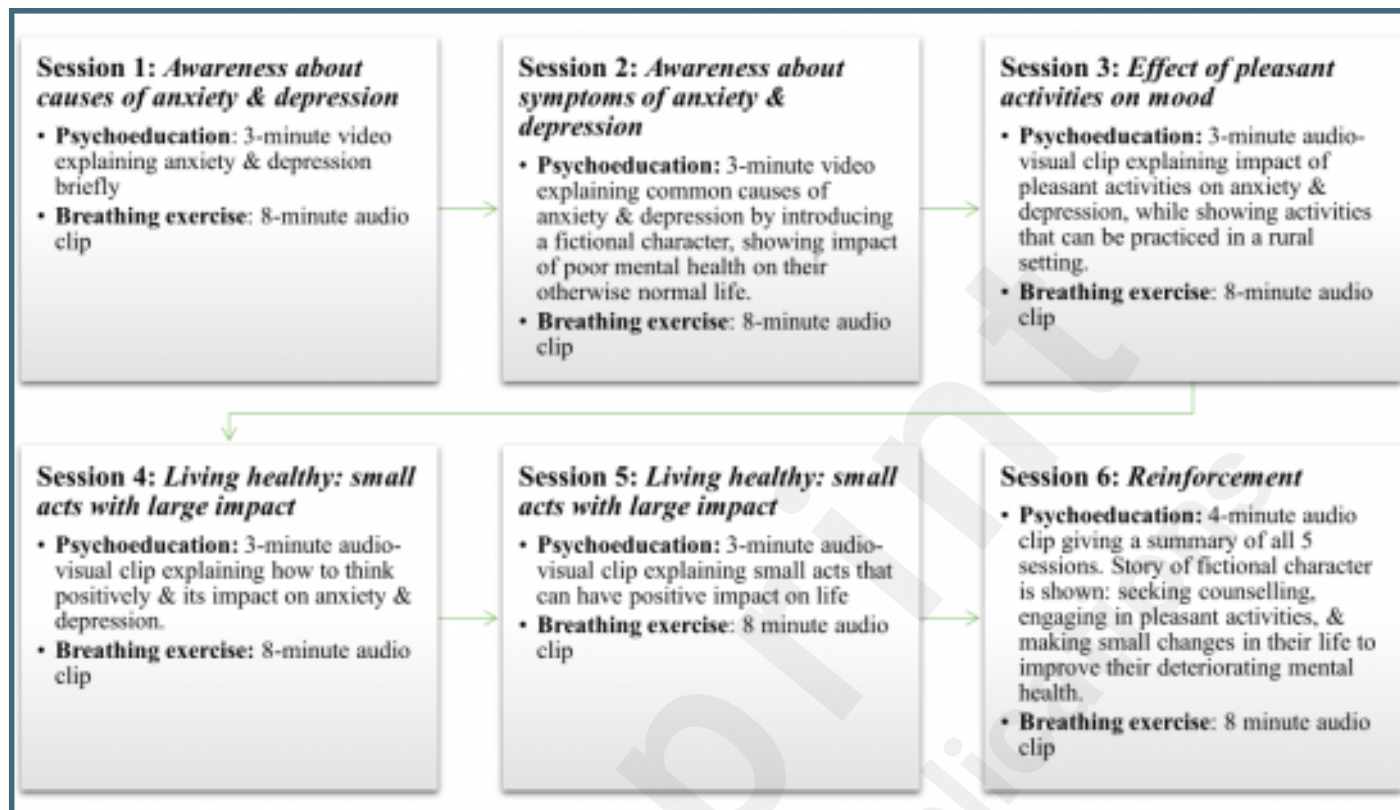 Session 1: Awareness about
causes of anxiety & depression
• Psychoeducation: 3-minute video
explaining anxiety & depression
briefly
• Breathing exercise: 8-minute audio
clip
Session 2: Awareness about
symptoms of anxiety &
depression
• Psychoeducation: 3-minute video
explaining common causes of
anxiety & depression by introducing
a fictional character, showing impact
of poor mental health on their
otherwise normal life.
• Breathing exercise: 8-minute audio
clip
Session 3: Effect of pleasant
activities on mood
• Psychoeducation: 3-minute audio-
visual clip explaining impact of
pleasant activities on anxiety &
depression, while showing activities
that can be practiced in a rural
setting.
• Breathing exercise: 8-minute audio
clip
Session 4: Living healthy: small
acts with large impact
• Psychoeducation: 3-minute audio-
visual clip explaining how to think
positively & its impact on anxiety &
depression.
• Breathing exercise: 8-minute audio
clip
Session 5: Living healthy: small
acts with large impact
• Psychoeducation: 3-minute audio-
visual clip explaining small acts that
can have positive impact on life
• Breathing exercise: 8 minute audio
clip
Session 6: Reinforcement
• Psychoeducation: 4-minute audio
clip giving a summary of all 5
sessions. Story of fictional character
is shown: seeking counselling,
engaging in pleasant activities, &
making small changes in their life to
improve their deteriorating mental
health.
• Breathing exercise: 8 minute audio
clip
print